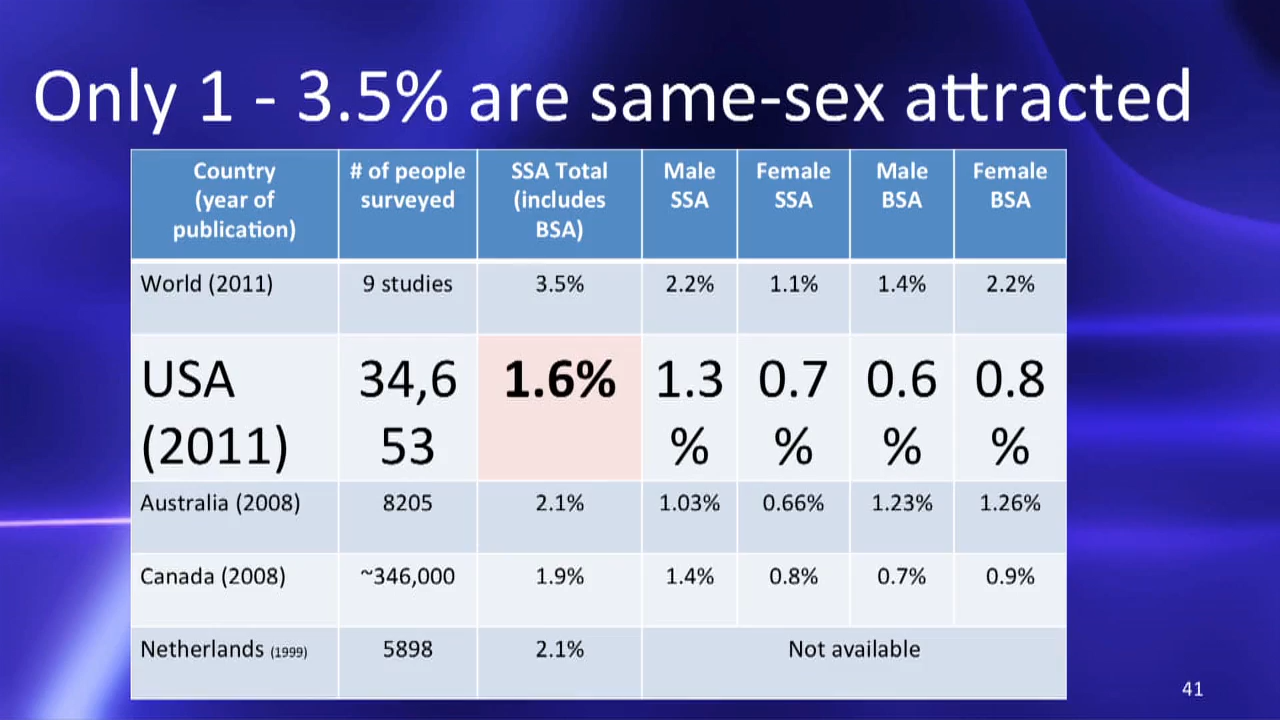 Only 1 - 3.5% are same-sex attracted
Country (year of publication) # of people surveyed SSA Total (includes BSA) Male SSA Female SSA Male BSA Female BSA
World (2011) 9 studies 3.5% 2.2% 1.1% 1.4% 2.2%
USA (2011) 34,653 1.6% 1.3% 0.7% 0.6% 0.8%
Australia (2008) 8205 2.1% 1.03% 0.66% 1.23% 1.26%
Canada (2008) ~346,000 1.9% 1.4% 0.8% 0.7% 0.9%
Netherlands (1999) 5898 2.1% Not available
41